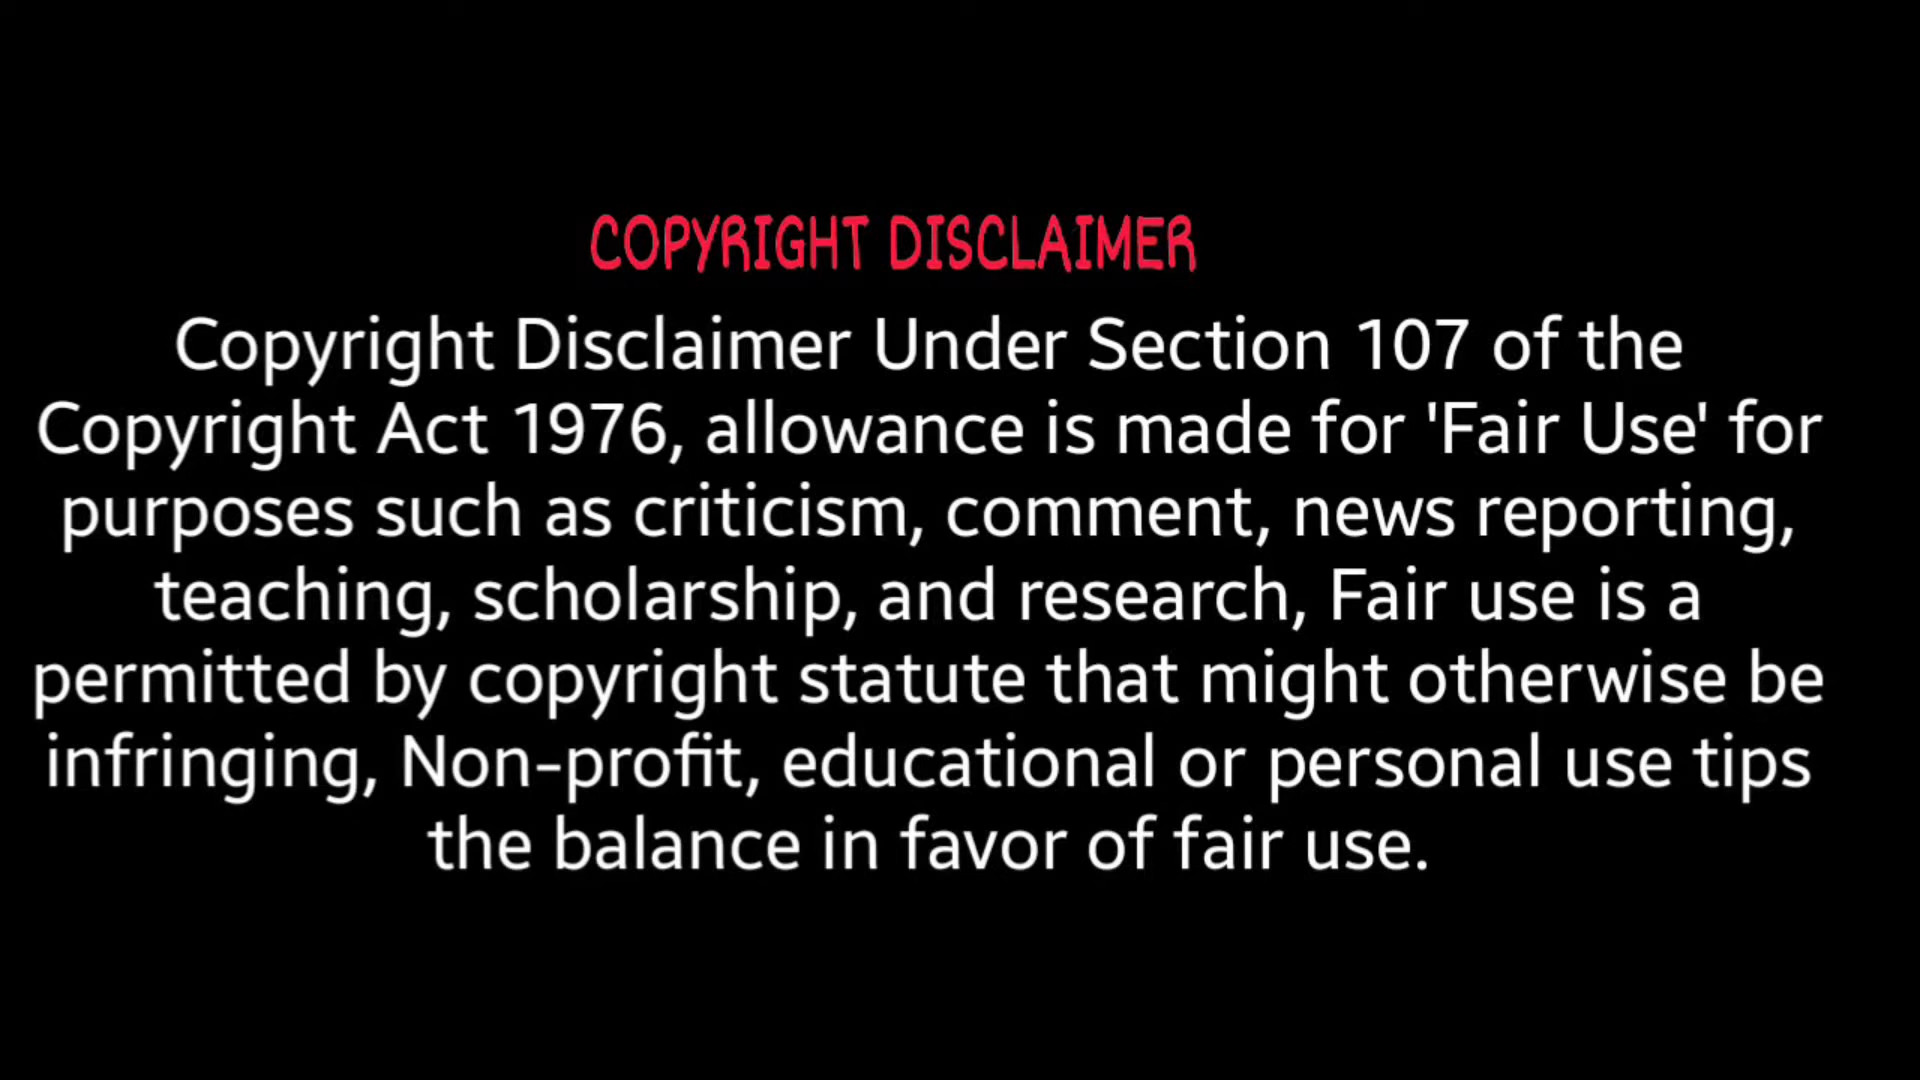 COPYRIGHT DISCLAIMER
Copyright Disclaimer Under Section 107 of the
Copyright Act 1976, allowance is made for 'Fair Use' for
purposes such as criticism, comment, news reporting,
teaching, scholarship, and research, Fair use is a
permitted by copyright statute that might otherwise be
infringing, Non-profit, educational or personal use tips
the balance in favor of fair use.